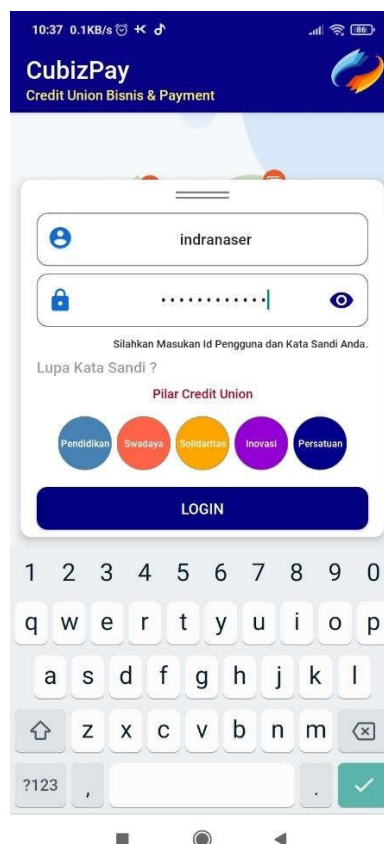 10:37 0.1KB/s 86
CubizPay
Credit Union Bisnis & Payment
indranaser
••••••••••••
Silahkan Masukan Id Pengguna dan Kata Sandi Anda.
Lupa Kata Sandi ?
Pilar Credit Union
Pendidikan Swadaya Solidaritas Inovasi Persatuan
LOGIN
1 2 3 4 5 6 7 8 9 0
q w e r t y u i o p
a s d f g h j k l
z x c v b n m
?123 , .